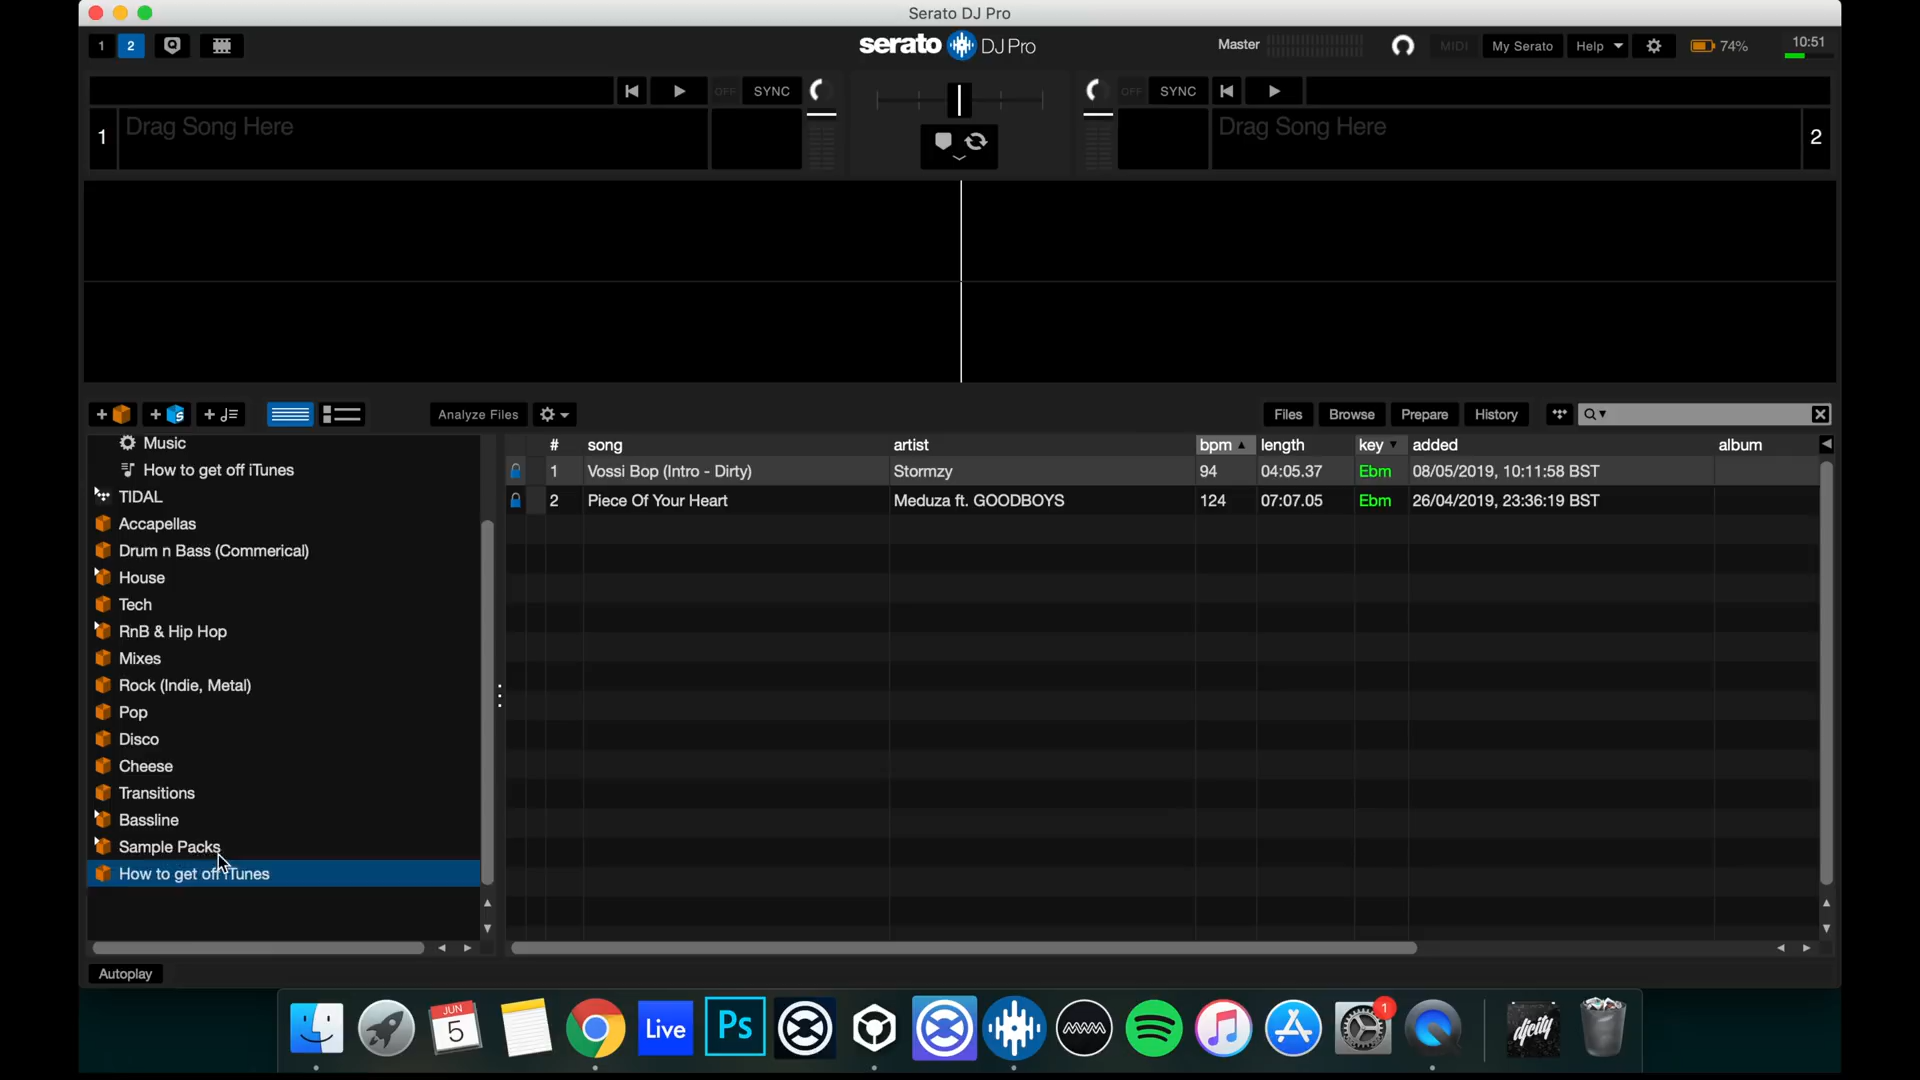 Serato DJ Pro
1 2 serato DJ Pro Master MIDI My Serato Help 74% 10:51
OFF SYNC OFF SYNC
1 Drag Song Here Drag Song Here 2
Analyze Files Files Browse Prepare History
Music
How to get off iTunes
TIDAL
Accapellas
Drum n Bass (Commerical)
House
Tech
RnB & Hip Hop
Mixes
Rock (Indie, Metal)
Pop
Disco
Cheese
Transitions
Bassline
Sample Packs
How to get off iTunes
# song artist bpm length key added album
1 Vossi Bop (Intro - Dirty) Stormzy 94 04:05.37 Ebm 08/05/2019, 10:11:58 BST
2 Piece Of Your Heart Meduza ft. GOODBOYS 124 07:07.05 Ebm 26/04/2019, 23:36:19 BST
Autoplay
JUN
5
Live
Ps
1
djcity